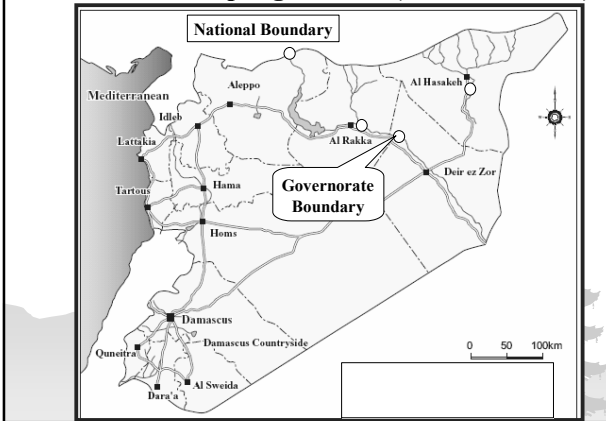 National Boundary
Al Hasakeh
Aleppo
Mediterranean
Idleb
Lattakia
Al Rakka
Deir ez Zor
Governorate
Boundary
Tartous
Hama
Homs
Damascus
Damascus Countryside
Quneitra
Al Sweida
Dara'a
0 50 100km